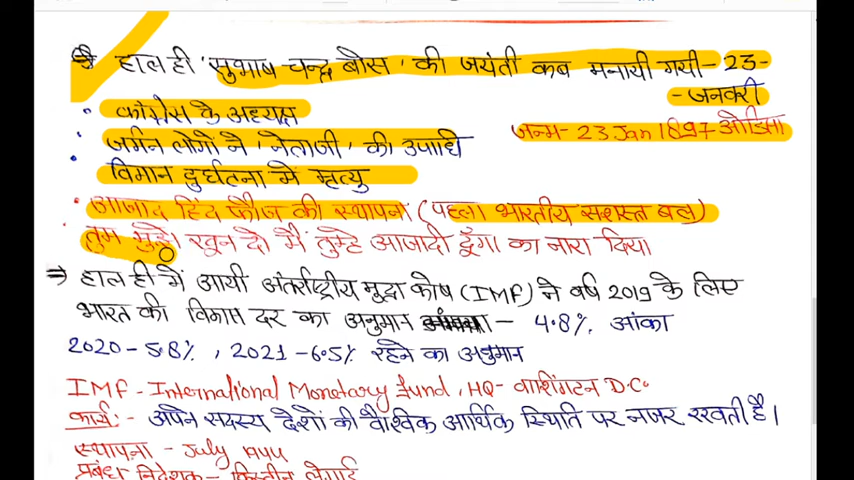 ⇒ हाल ही 'सुभाष चन्द्र बोस' की जयंती कब मनायी गयी - 23-
- जनवरी
कांग्रेस के अध्यक्ष
जन्म - 23 Jan 1897 ओडिसा
जर्मन लोगो ने 'नेताजी' की उपाधि
विमान दुर्घटना मे मृत्यु
आजाद हिंद फौज की स्थापना (पहला भारतीय सशस्त्र बल)
तुम मुझे खून दो मैं तुम्हे आजादी दूँगा का नारा दिया
⇒ हाल ही में आयी अंतर्राष्ट्रीय मुद्रा कोष (IMF) ने वर्ष 2019 के लिए
भारत की विकास दर का अनुमान - 4.8%. आंका
2020 - 5.8% , 2021 - 6.5% रहने का अनुमान
IMF - International Monetary fund, HQ - वाशिंगटन D.C.
कार्य :- अपने सदस्य देशों की वैश्विक आर्थिक स्थिति पर नजर रखती है।
स्थापना - July 1944
प्रबंध निदेशक - क्रिस्टीन लेगार्ड